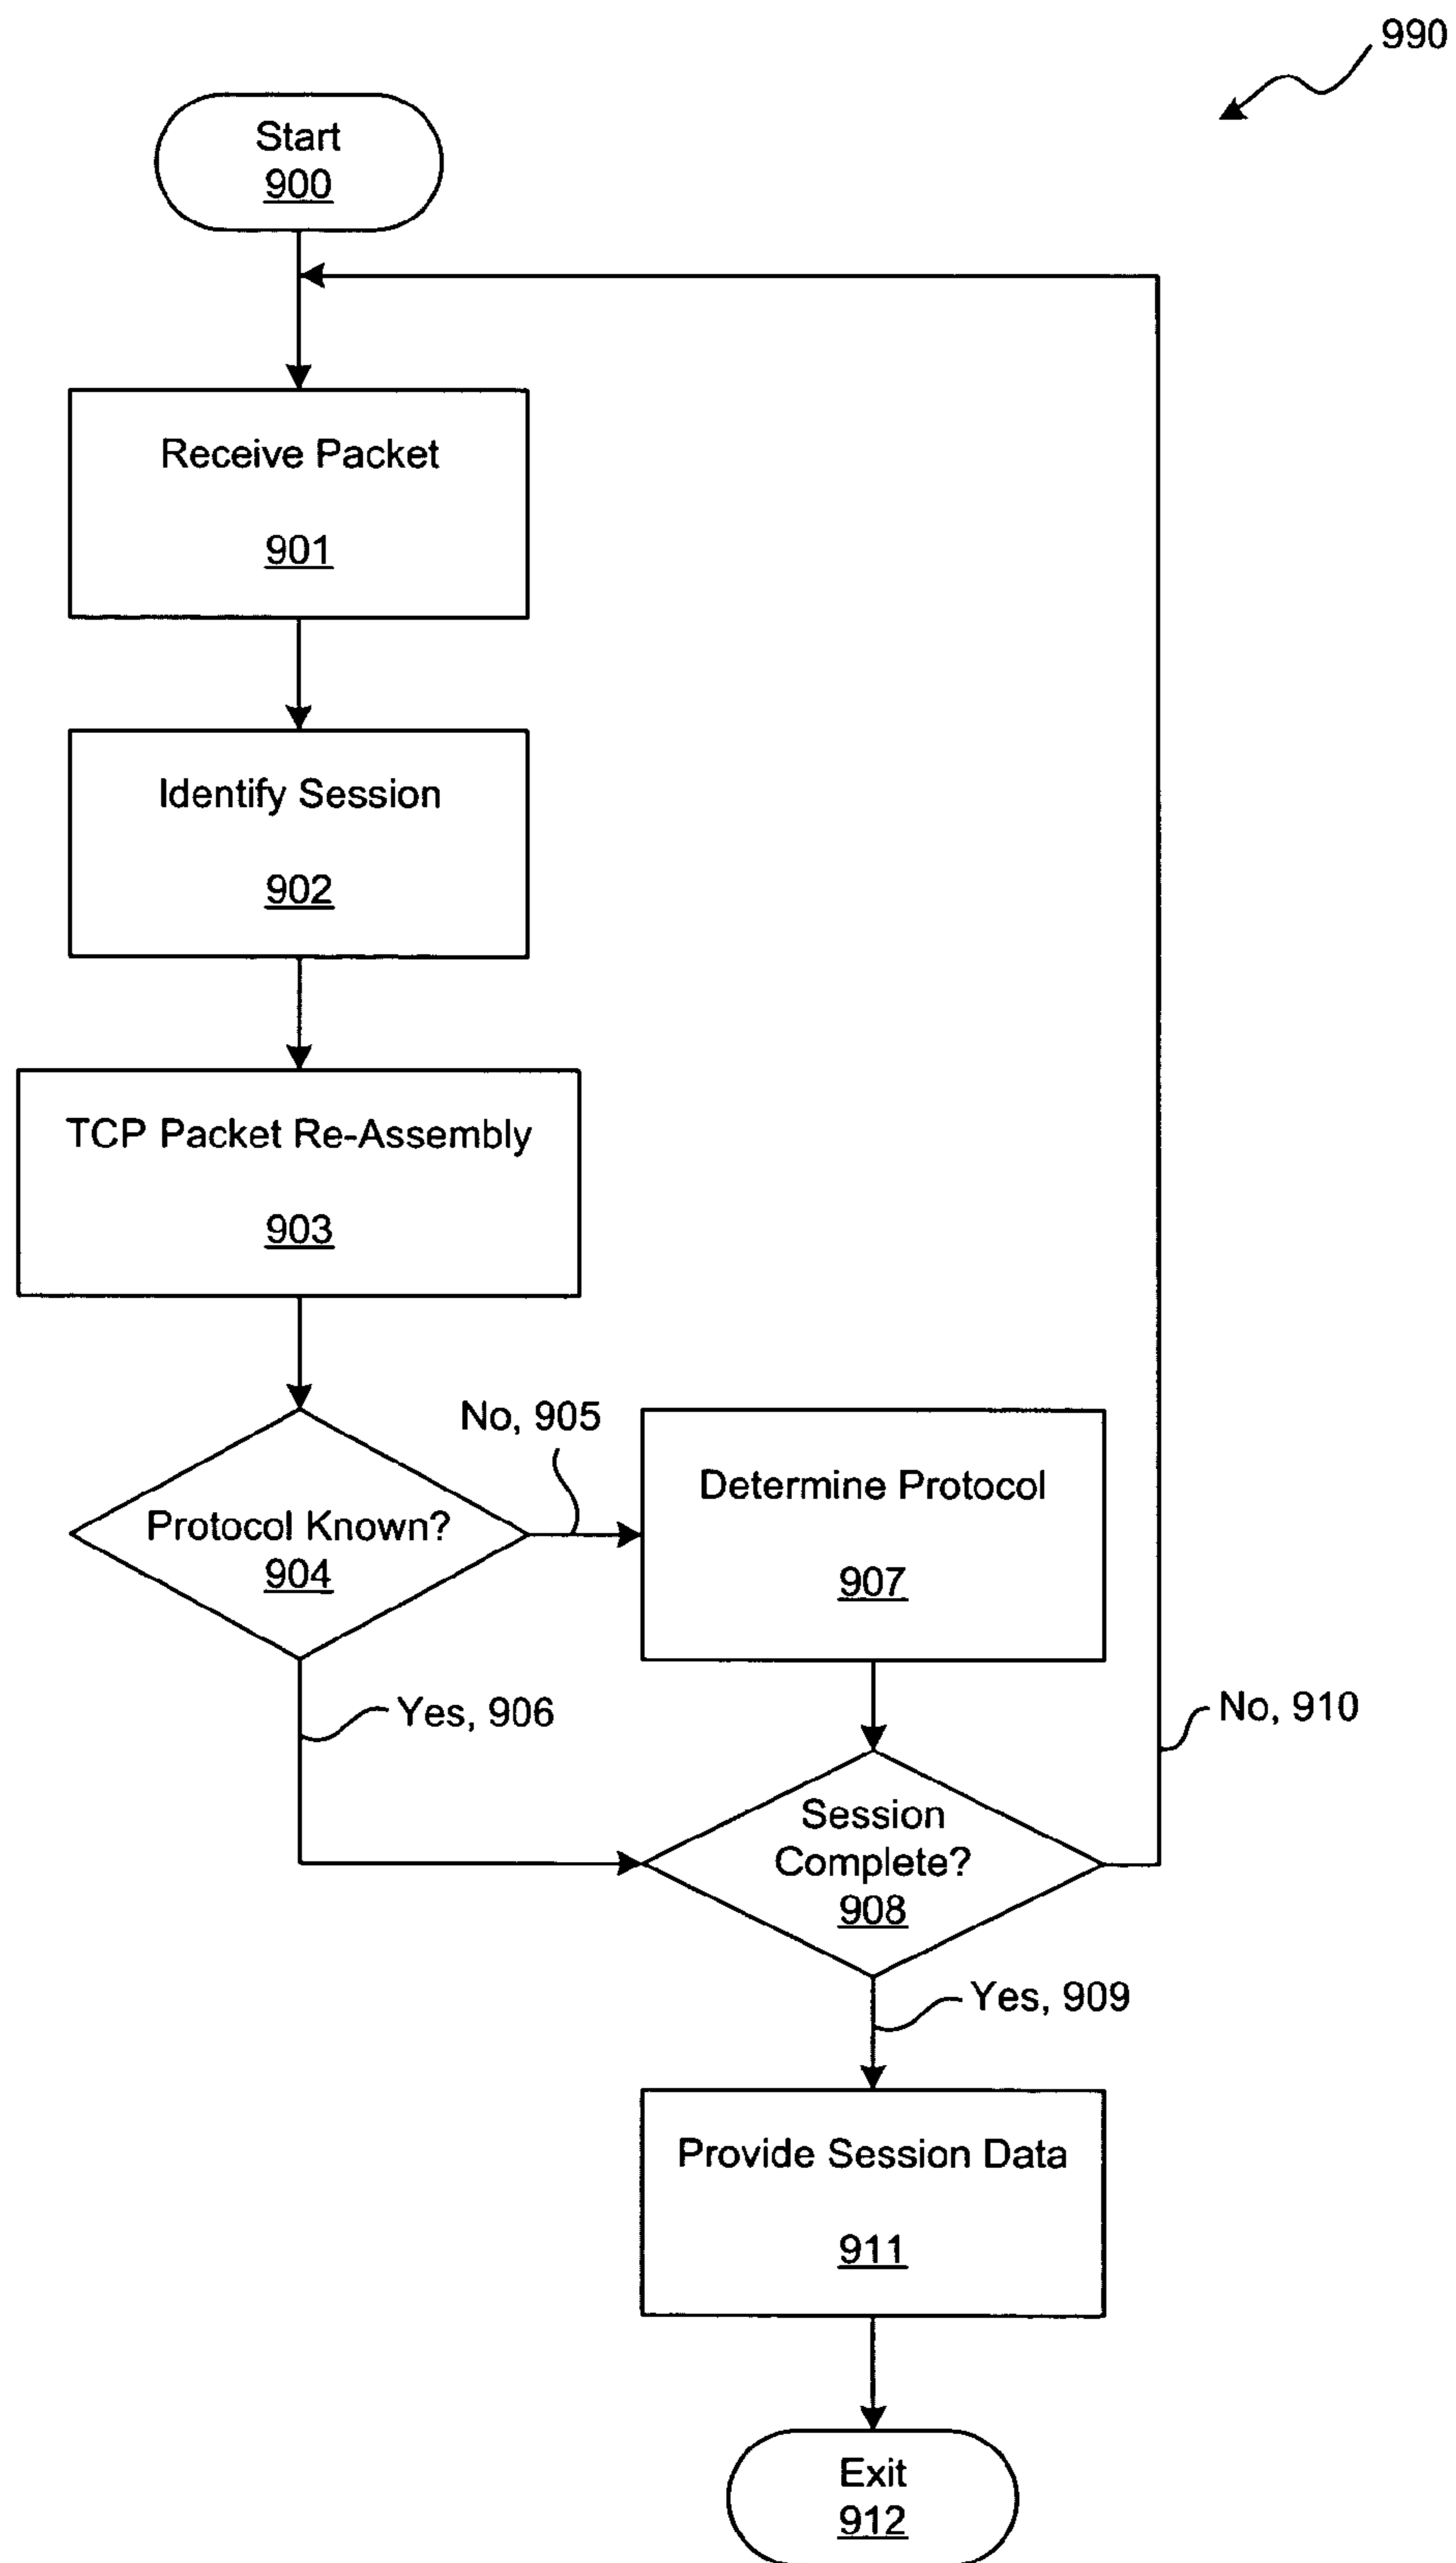 990
Start
900
Receive Packet
901
Identify Session
902
TCP Packet Re-Assembly
903
No, 905
Protocol Known?
904
Determine Protocol
907
Yes, 906
No, 910
Session
Complete?
908
Yes, 909
Provide Session Data
911
Exit
912